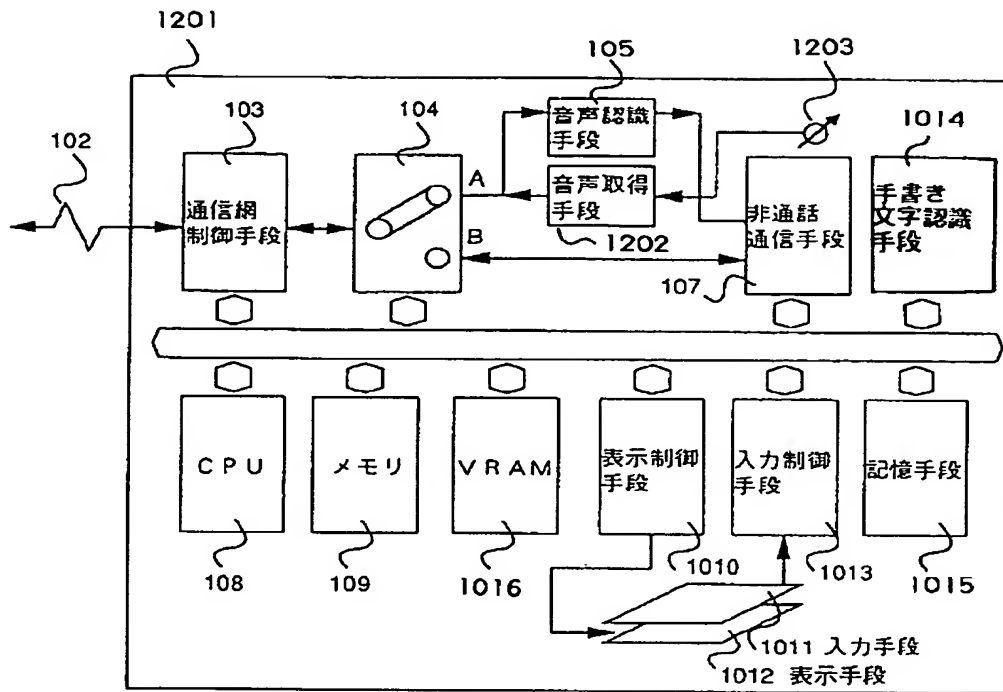 1201
102
103
通信網
制御手段
104
A
B
105
音声認識
手段
音声取得
手段
1202
1203
非通話
通信手段
107
1014
手書き
文字認識
手段
CPU
108
メモリ
109
VRAM
1016
表示制御
手段
1010
入力制御
手段
1013
記憶手段
1015
1011 入力手段
1012 表示手段